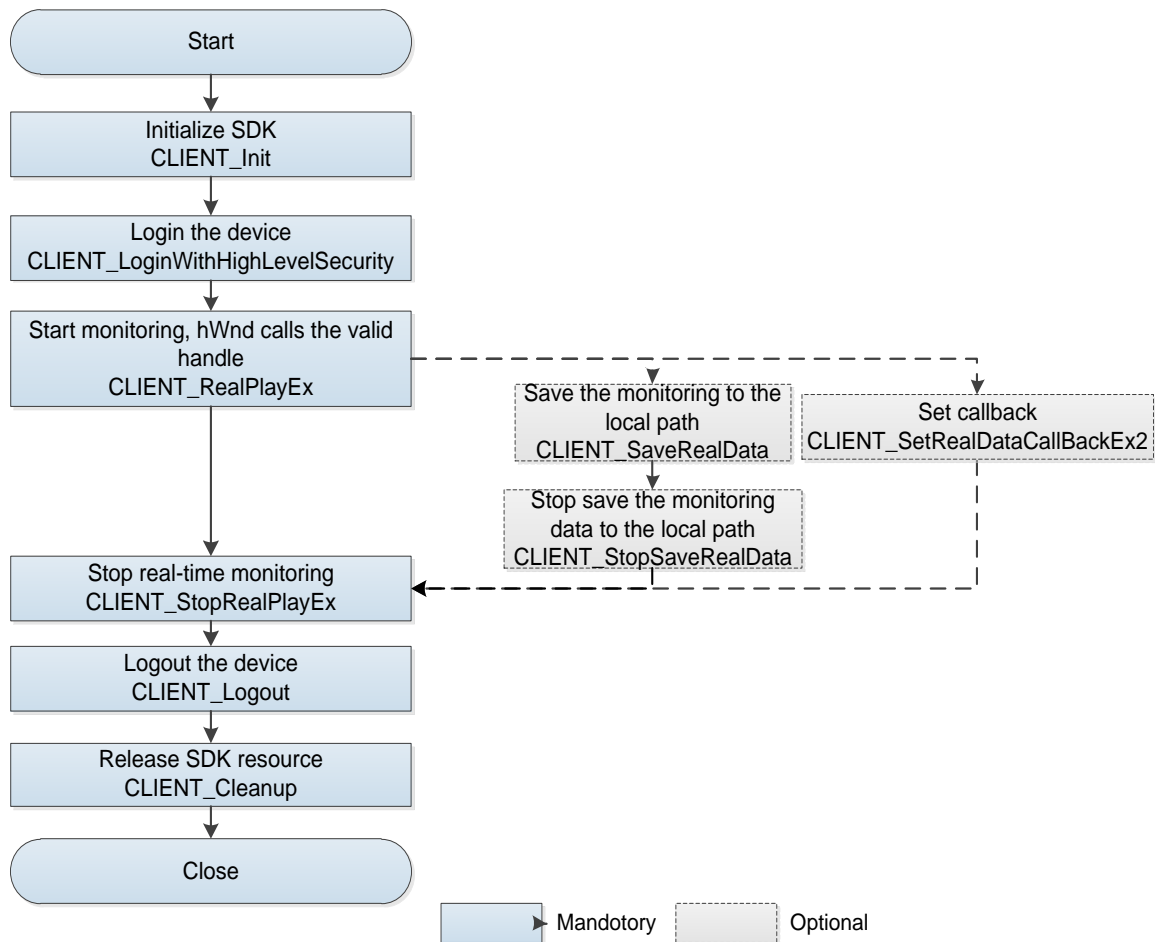 Start
Initialize SDK
CLIENT_Init
Login the device
CLIENT_LoginWithHighLevelSecurity
Start monitoring, hWnd calls the valid
handle
CLIENT_RealPlayEx
Save the monitoring to the
local path
CLIENT_SaveRealData
Set callback
CLIENT_SetRealDataCallBackEx2
Stop save the monitoring
data to the local path
CLIENT_StopSaveRealData
Stop real-time monitoring
CLIENT_StopRealPlayEx
Logout the device
CLIENT_Logout
Release SDK resource
CLIENT_Cleanup
Close
Mandotory
Optional